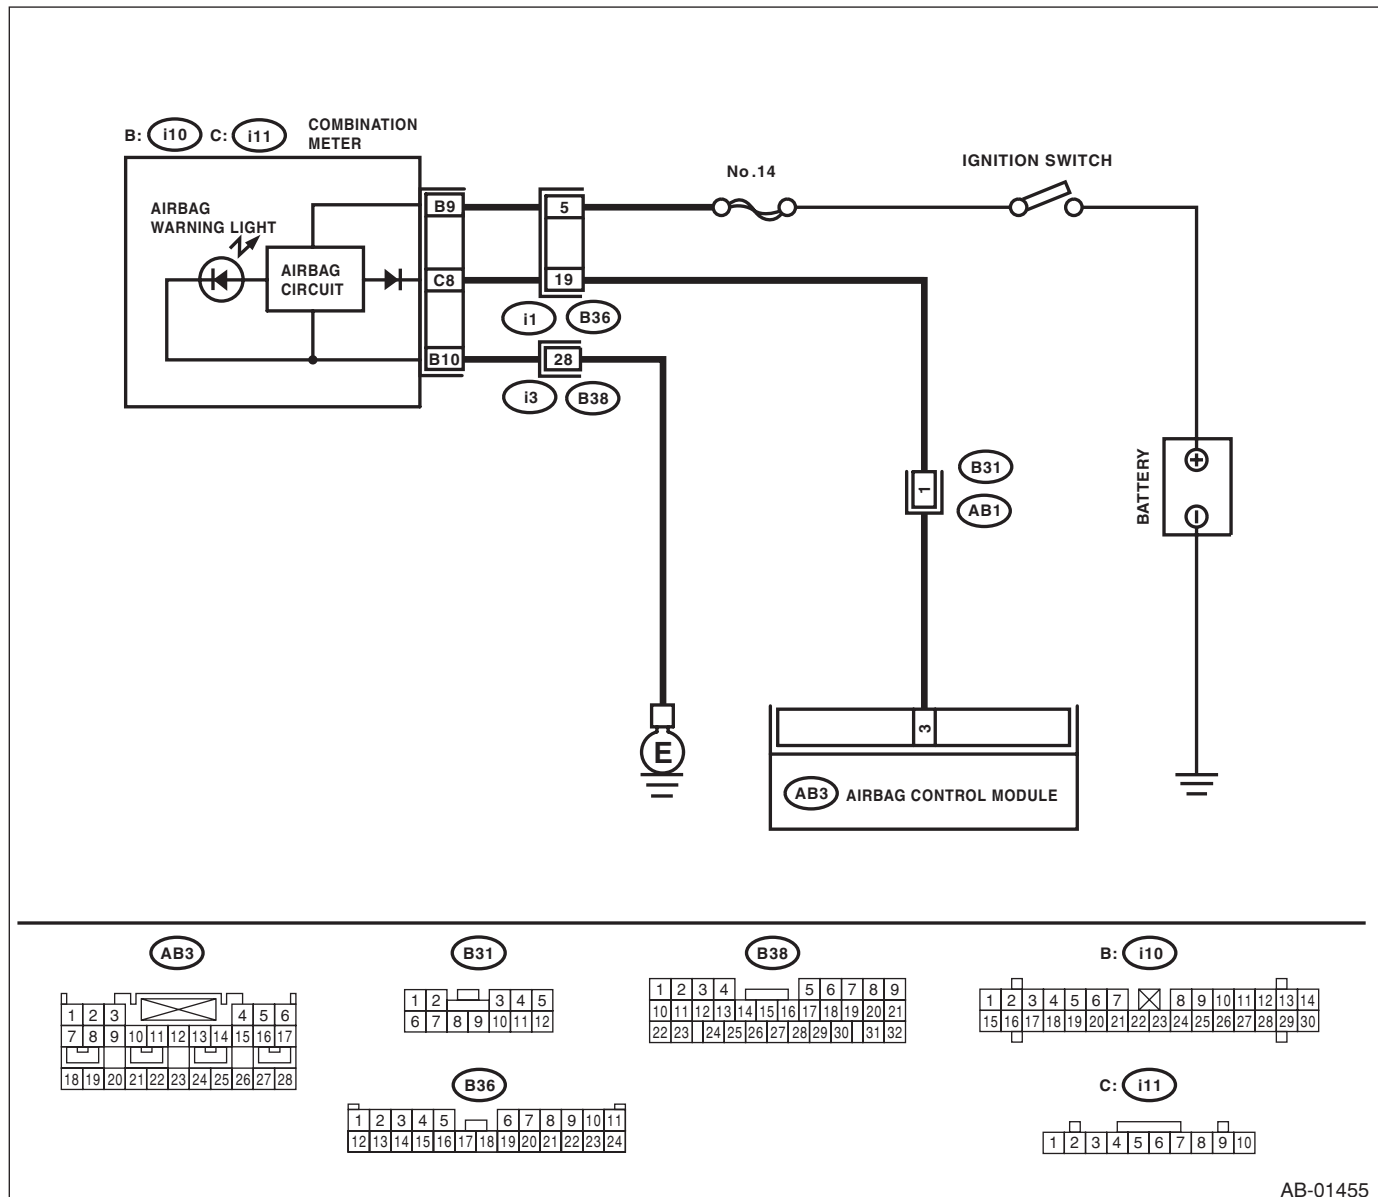 B: i10 C: i11 COMBINATION
METER
No.14
IGNITION SWITCH
AIRBAG
WARNING LIGHT
AIRBAG
CIRCUIT
B9
5
C8
19
i1 B36
B10
28
i3 B38
1
B31
AB1
BATTERY
+
-
E
3
AB3 AIRBAG CONTROL MODULE
AB3
1 2 3 4 5 6
7 8 9 10 11 12 13 14 15 16 17
18 19 20 21 22 23 24 25 26 27 28
B31
1 2 3 4 5
6 7 8 9 10 11 12
B36
1 2 3 4 5 6 7 8 9 10 11
12 13 14 15 16 17 18 19 20 21 22 23 24
B38
1 2 3 4 5 6 7 8 9
10 11 12 13 14 15 16 17 18 19 20 21
22 23 24 25 26 27 28 29 30 31 32
B: i10
1 2 3 4 5 6 7 8 9 10 11 12 13 14
15 16 17 18 19 20 21 22 23 24 25 26 27 28 29 30
C: i11
1 2 3 4 5 6 7 8 9 10
AB-01455